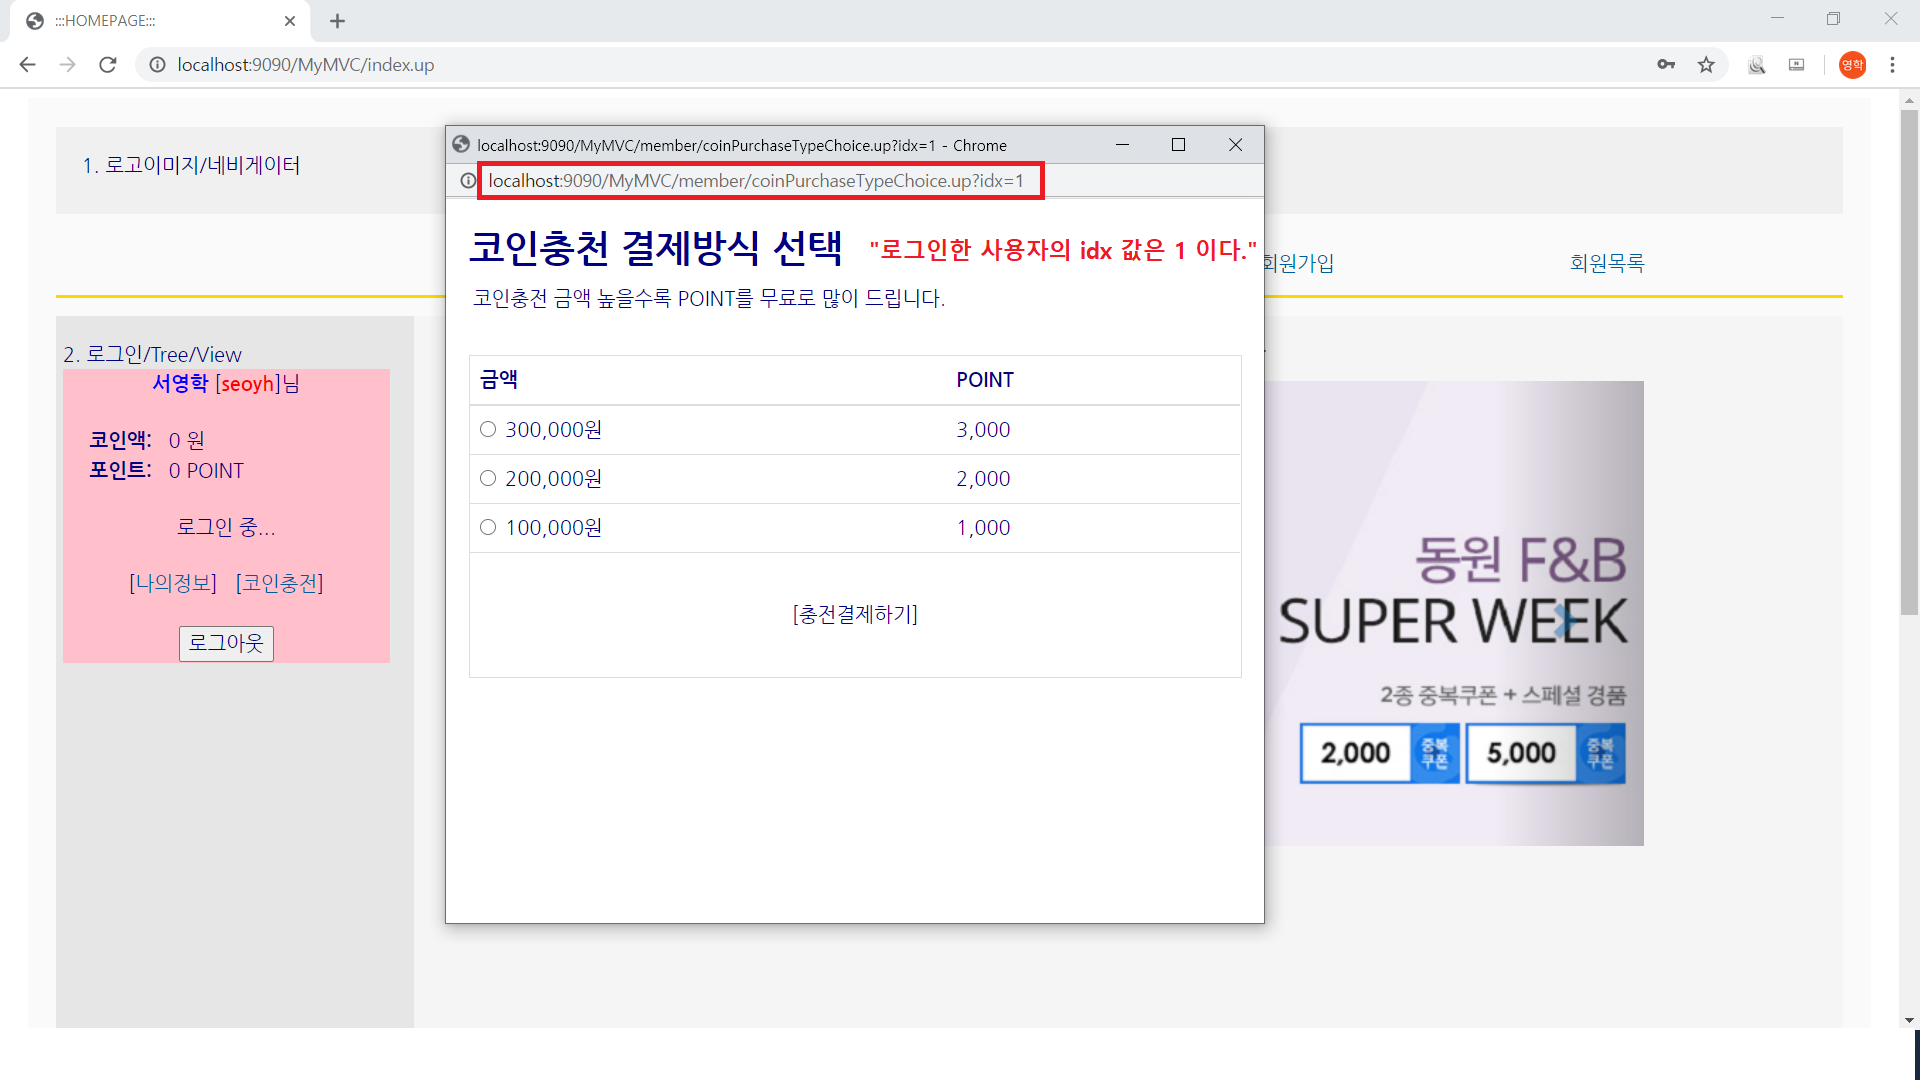 :::HOMEPAGE:::
localhost:9090/MyMVC/index.up
영학
1. 로고이미지/네비게이터
회원가입
회원목록
2. 로그인/Tree/View
서영학 [seoyh]님
코인액: 0 원
포인트: 0 POINT
로그인 중...
[나의정보] [코인충전]
로그아웃
localhost:9090/MyMVC/member/coinPurchaseTypeChoice.up?idx=1 - Chrome
localhost:9090/MyMVC/member/coinPurchaseTypeChoice.up?idx=1
코인충천 결제방식 선택 "로그인한 사용자의 idx 값은 1 이다."
코인충전 금액 높을수록 POINT를 무료로 많이 드립니다.
금액 POINT
300,000원 3,000
200,000원 2,000
100,000원 1,000
[충전결제하기]
동원 F&B
SUPER WEEK
2종 중복쿠폰 + 스페셜 경품
2,000 중복쿠폰 5,000 중복쿠폰